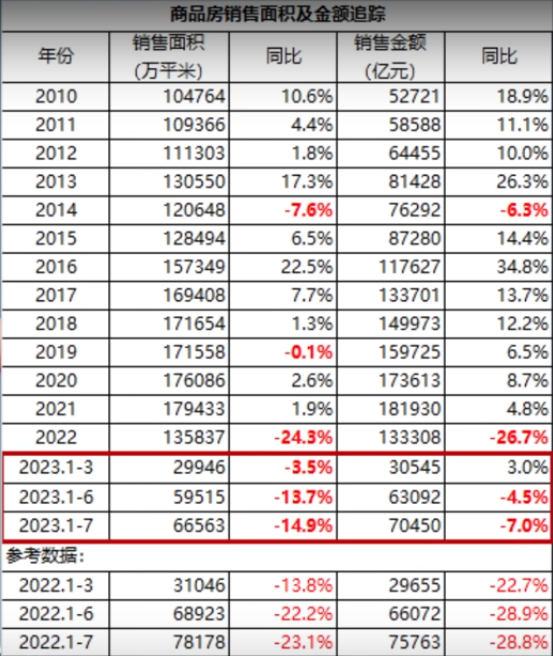 商品房销售面积及金额追踪
年份 销售面积(万平米) 同比 销售金额(亿元) 同比
2010 104764 10.6% 52721 18.9%
2011 109366 4.4% 58588 11.1%
2012 111303 1.8% 64455 10.0%
2013 130550 17.3% 81428 26.3%
2014 120648 -7.6% 76292 -6.3%
2015 128494 6.5% 87280 14.4%
2016 157349 22.5% 117627 34.8%
2017 169408 7.7% 133701 13.7%
2018 171654 1.3% 149973 12.2%
2019 171558 -0.1% 159725 6.5%
2020 176086 2.6% 173613 8.7%
2021 179433 1.9% 181930 4.8%
2022 135837 -24.3% 133308 -26.7%
2023.1-3 29946 -3.5% 30545 3.0%
2023.1-6 59515 -13.7% 63092 -4.5%
2023.1-7 66563 -14.9% 70450 -7.0%
参考数据:
2022.1-3 31046 -13.8% 29655 -22.7%
2022.1-6 68923 -22.2% 66072 -28.9%
2022.1-7 78178 -23.1% 75763 -28.8%